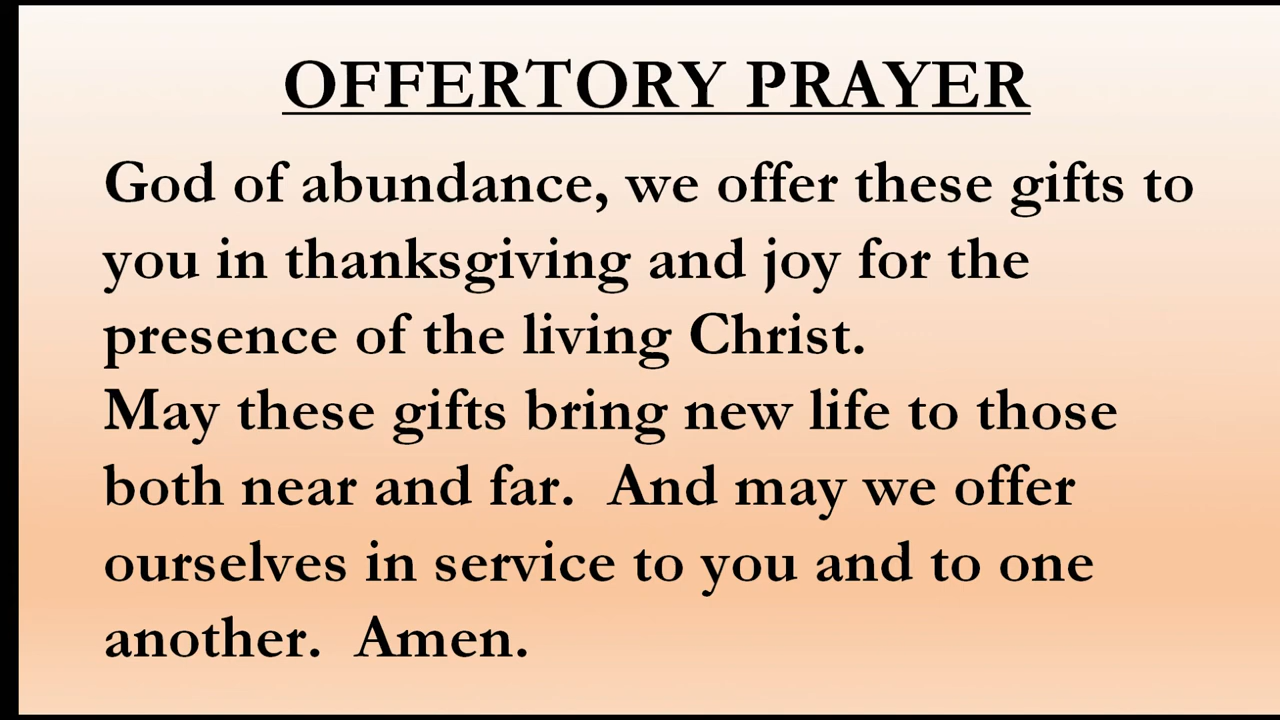 OFFERTORY PRAYER
God of abundance, we offer these gifts to
you in thanksgiving and joy for the
presence of the living Christ.
May these gifts bring new life to those
both near and far.  And may we offer
ourselves in service to you and to one
another.  Amen.